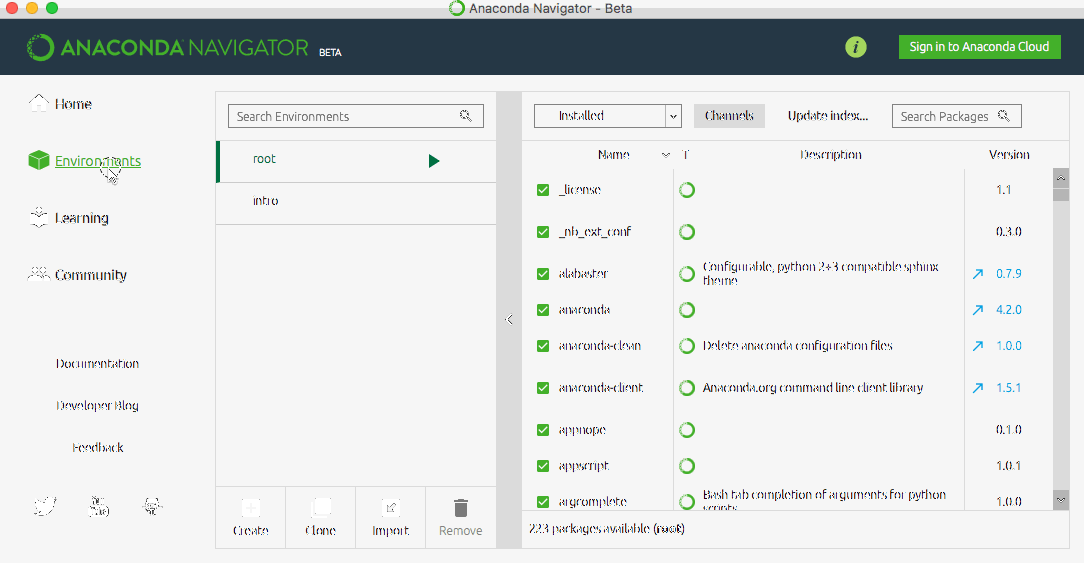 Anaconda Navigator - Beta
ANACONDA NAVIGATOR BETA
i
Sign in to Anaconda Cloud
Home
Environments
Learning
Community
Documentation
Developer Blog
Feedback
Search Environments
root
intro
Create Clone Import Remove
Installed Channels Update index... Search Packages
Name T Description Version
_license 1.1
_nb_ext_conf 0.3.0
alabaster Configurable, python 2+3 compatible sphinx theme 0.7.9
anaconda 4.2.0
anaconda-clean Delete anaconda configuration files 1.0.0
anaconda-client Anaconda.org command line client library 1.5.1
appnope 0.1.0
appscript 1.0.1
argcomplete Bash tab completion of arguments for python scripts 1.0.0
223 packages available (root)